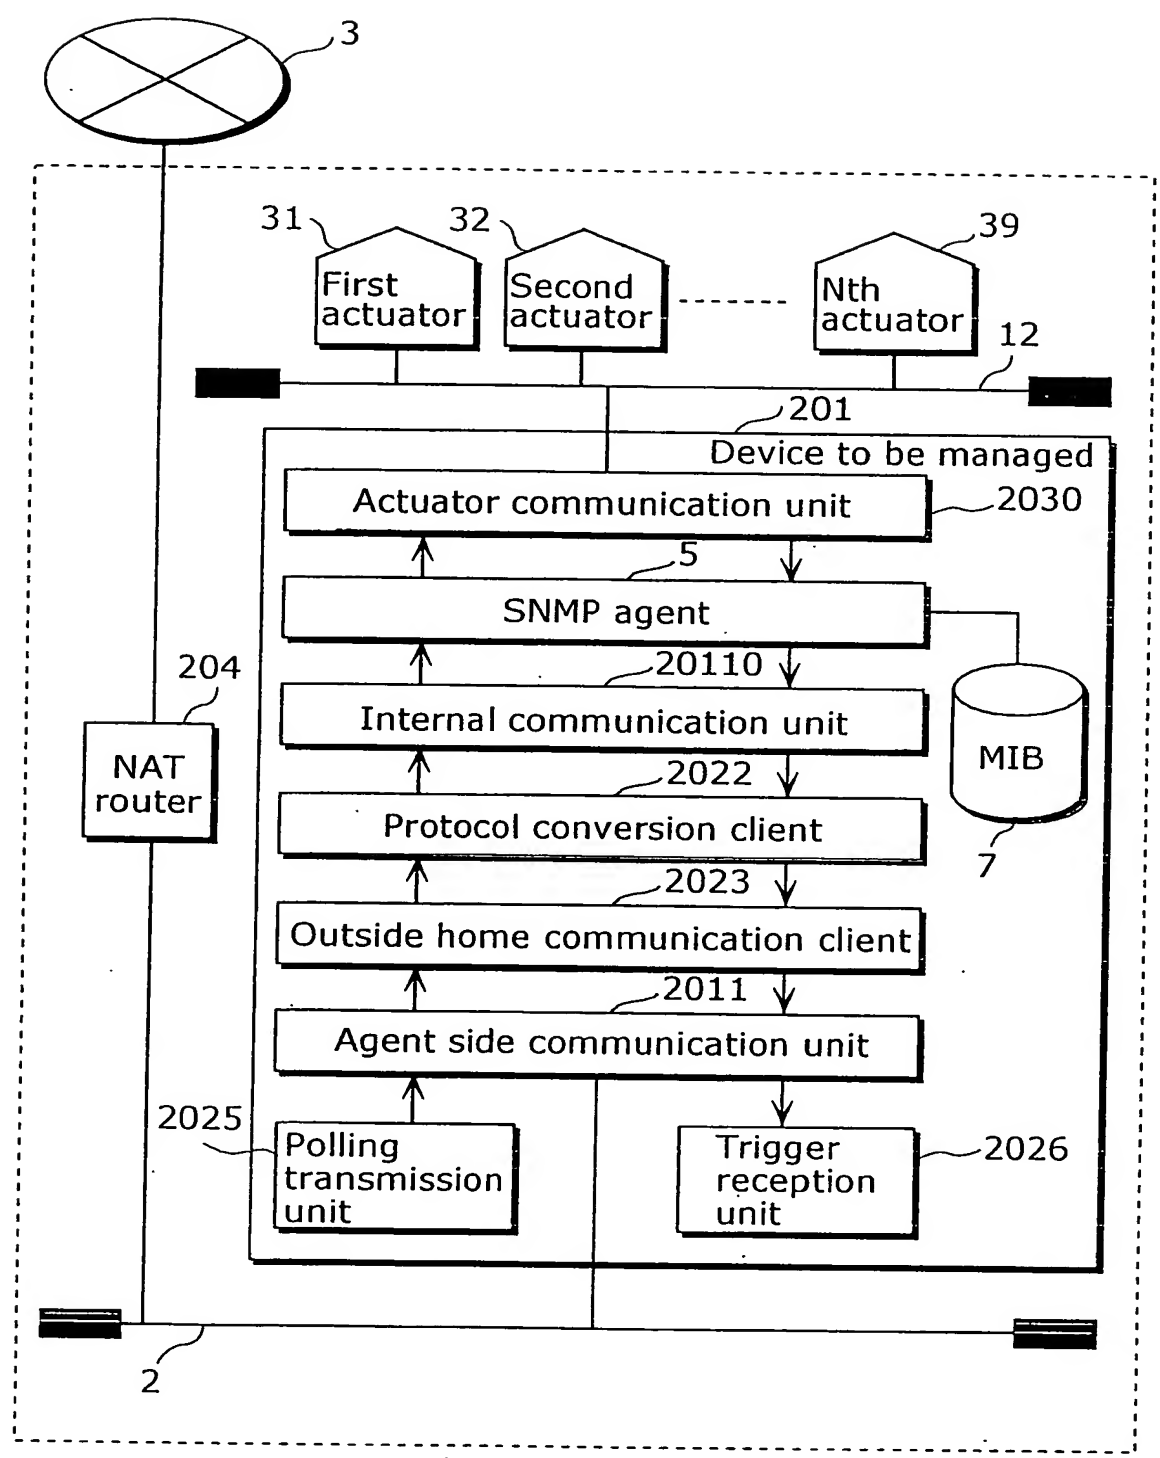 3
31
32
39
First
actuator
Second
actuator
Nth
actuator
12
201
Device to be managed
Actuator communication unit
2030
5
SNMP agent
20110
204
Internal communication unit
NAT
router
MIB
2022
Protocol conversion client
7
2023
Outside home communication client
2011
Agent side communication unit
2025
Polling
transmission
unit
Trigger
reception
unit
2026
2